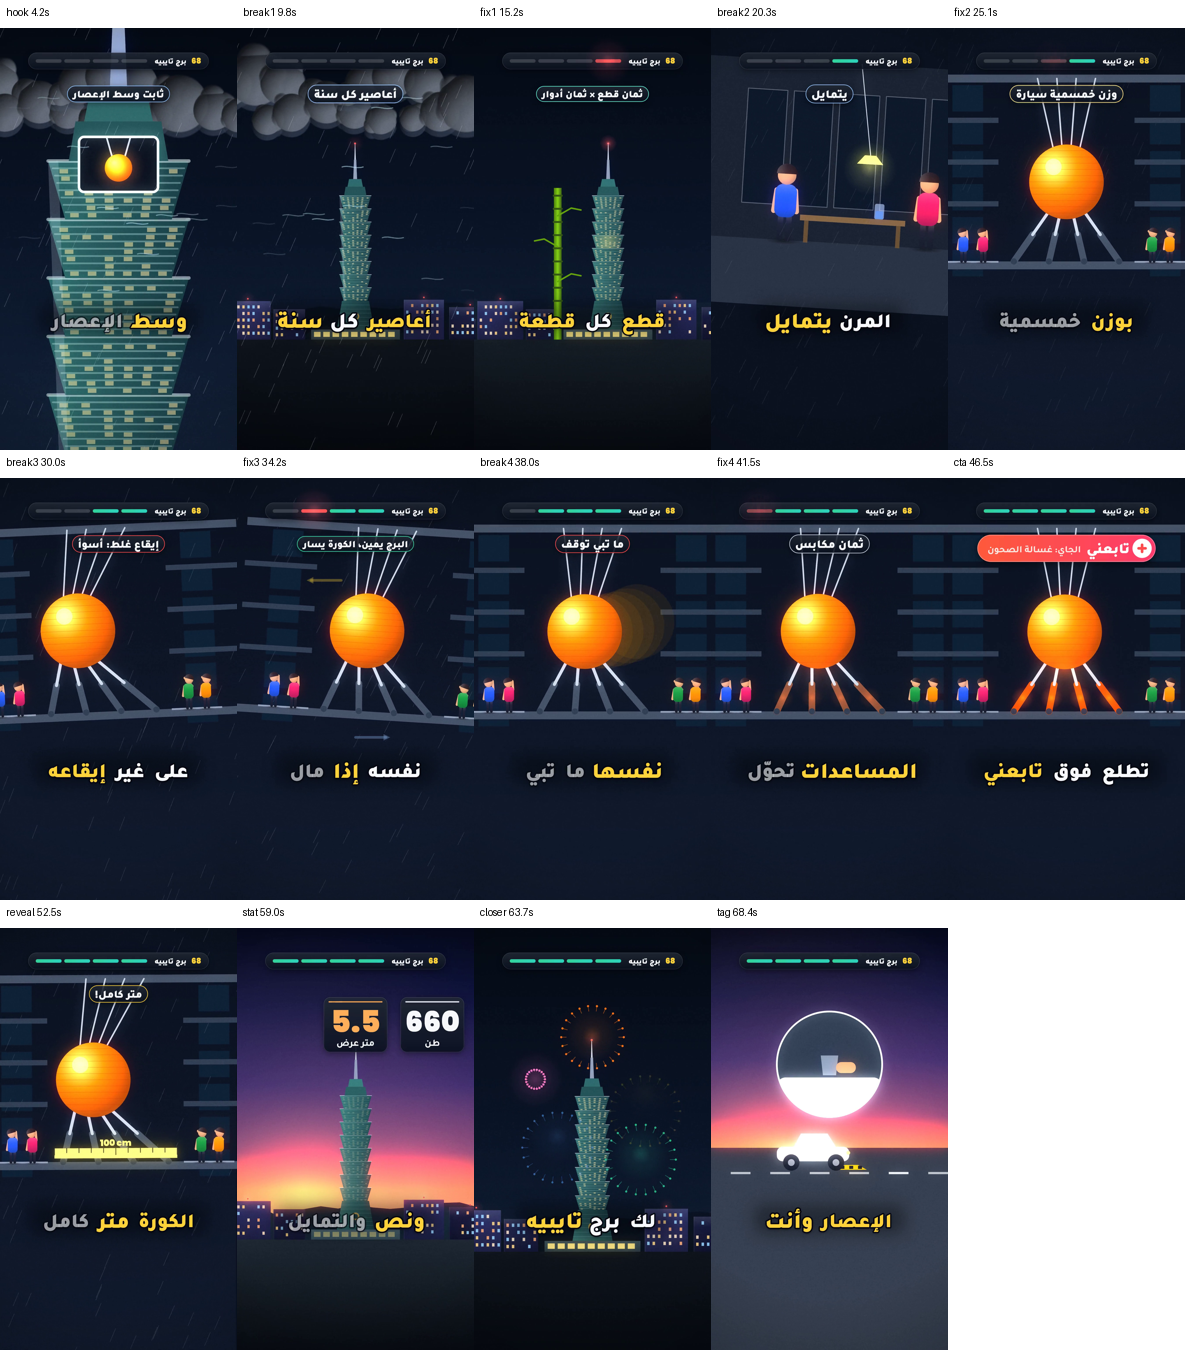 hook 4.2s
68 برج تايبيه
ثابت وسط الإعصار
وسط الإعصار
break1 9.8s
68 برج تايبيه
أعاصير كل سنة
أعاصير كل سنة
fix1 15.2s
68 برج تايبيه
ثمان قطع × ثمان أدوار
قطع كل قطعة
break2 20.3s
68 برج تايبيه
يتمايل
المرن يتمايل
fix2 25.1s
68 برج تايبيه
وزن خمسمية سيارة
بوزن خمسمية
break3 30.0s
68 برج تايبيه
إيقاع غلط: أسوأ
على غير إيقاعه
fix3 34.2s
68 برج تايبيه
البرج يمين، الكورة يسار
نفسه إذا مال
break4 38.0s
68 برج تايبيه
ما تبي توقف
نفسها ما تبي
fix4 41.5s
68 برج تايبيه
ثمان مكابس
المساعدات تحوّل
cta 46.5s
68 برج تايبيه
تابعني الجاي: غسالة الصحون
تطلع فوق تابعني
reveal 52.5s
68 برج تايبيه
متر كامل!
100 cm
الكورة متر كامل
stat 59.0s
68 برج تايبيه
660
طن
5.5
متر عرض
ونص والتمايل
closer 63.7s
68 برج تايبيه
لك برج تايبيه
tag 68.4s
68 برج تايبيه
الإعصار وأنت